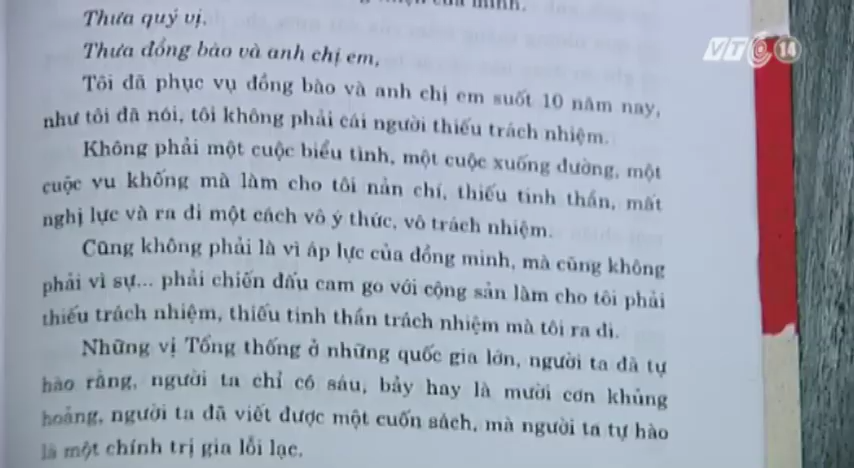 mình.
Thưa quý vị.
VTC 14
Thưa đồng bào và anh chị em,
Tôi đã phục vụ đồng bào và anh chị em suốt 10 năm nay,
như tôi đã nói, tôi không phải cái người thiếu trách nhiệm.
Không phải một cuộc biểu tình, một cuộc xuống đường, một
cuộc vu khống mà làm cho tôi nản chí, thiếu tinh thần, mất
nghị lực và ra đi một cách vô ý thức, vô trách nhiệm.
Cũng không phải là vì áp lực của đồng minh, mà cũng không
phải vì sự... phải chiến đấu cam go với cộng sản làm cho tôi phải
thiếu trách nhiệm, thiếu tinh thần trách nhiệm mà tôi ra đi.
Những vị Tổng thống ở những quốc gia lớn, người ta đã tự
hào rằng, người ta chỉ có sáu, bảy hay là mười cơn khủng
hoảng, người ta đã viết được một cuốn sách, mà người ta tự hào
là một chính trị gia lỗi lạc.